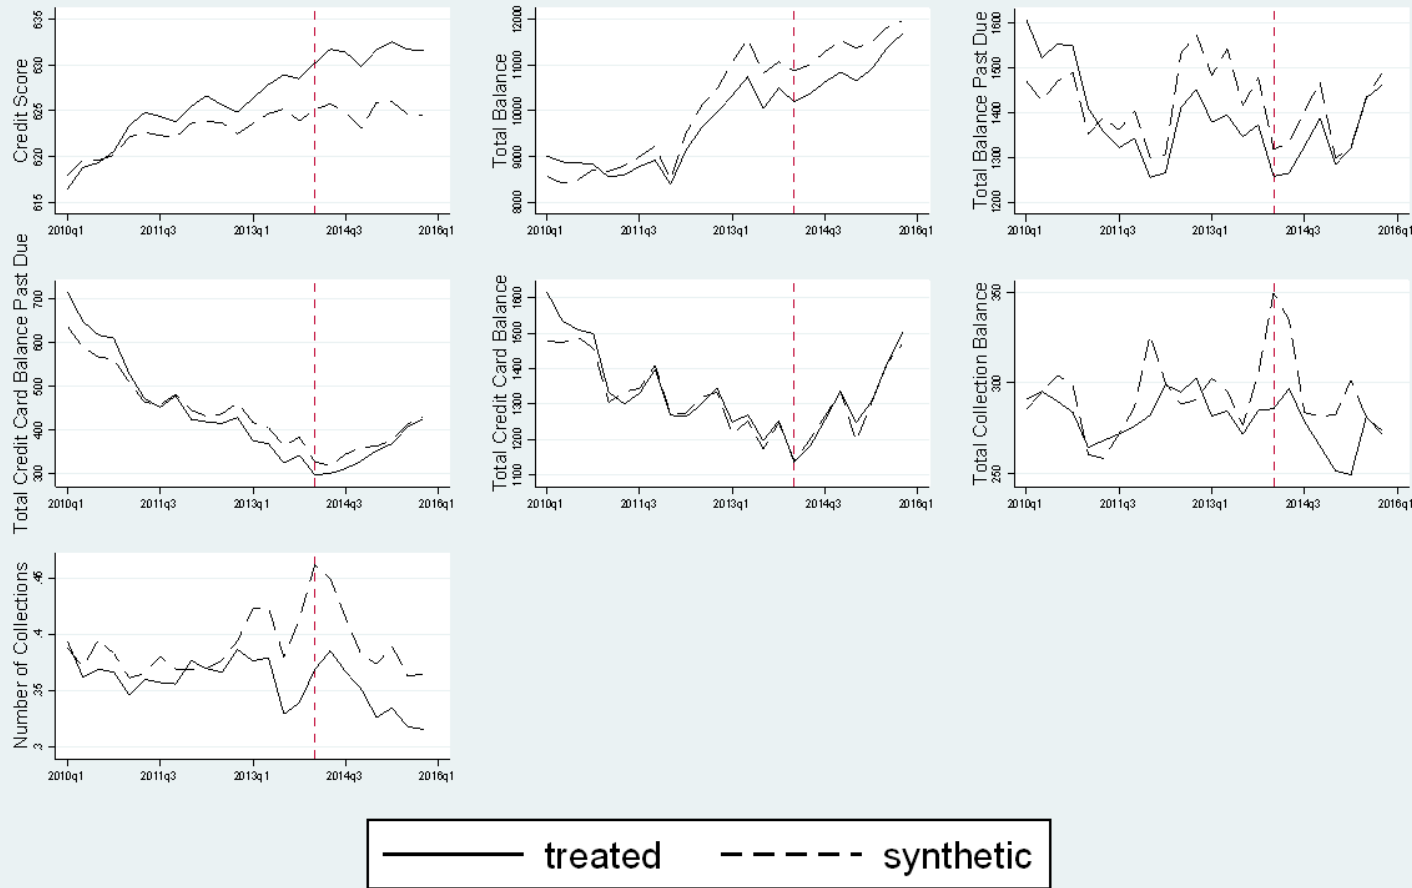 Credit Score
635
630
625
620
615
2010q1 2011q3 2013q1 2014q3 2016q1
Total Balance
12000
11000
10000
9000
8000
2010q1 2011q3 2013q1 2014q3 2016q1
Total Balance Past Due
1600
1500
1400
1300
1200
2010q1 2011q3 2013q1 2014q3 2016q1
Total Credit Card Balance Past Due
700
600
500
400
300
2010q1 2011q3 2013q1 2014q3 2016q1
Total Credit Card Balance
1600
1500
1400
1300
1200
1100
2010q1 2011q3 2013q1 2014q3 2016q1
Total Collection Balance
350
300
250
2010q1 2011q3 2013q1 2014q3 2016q1
Number of Collections
.45
.4
.35
.3
2010q1 2011q3 2013q1 2014q3 2016q1
treated synthetic